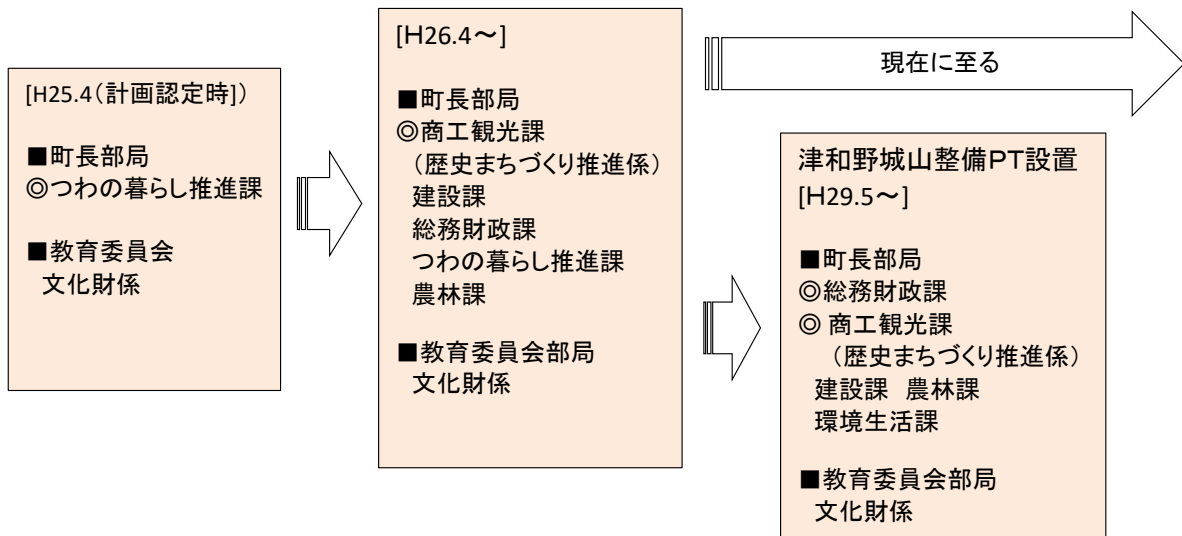 [H25.4(計画認定時])
■町長部局
◎つわの暮らし推進課
■教育委員会
文化財係
[H26.4～]
■町長部局
◎商工観光課
（歴史まちづくり推進係）
建設課
総務財政課
つわの暮らし推進課
農林課
■教育委員会部局
文化財係
現在に至る
津和野城山整備PT設置
[H29.5～]
■町長部局
◎総務財政課
◎ 商工観光課
（歴史まちづくり推進係）
建設課　農林課
環境生活課
■教育委員会部局
文化財係